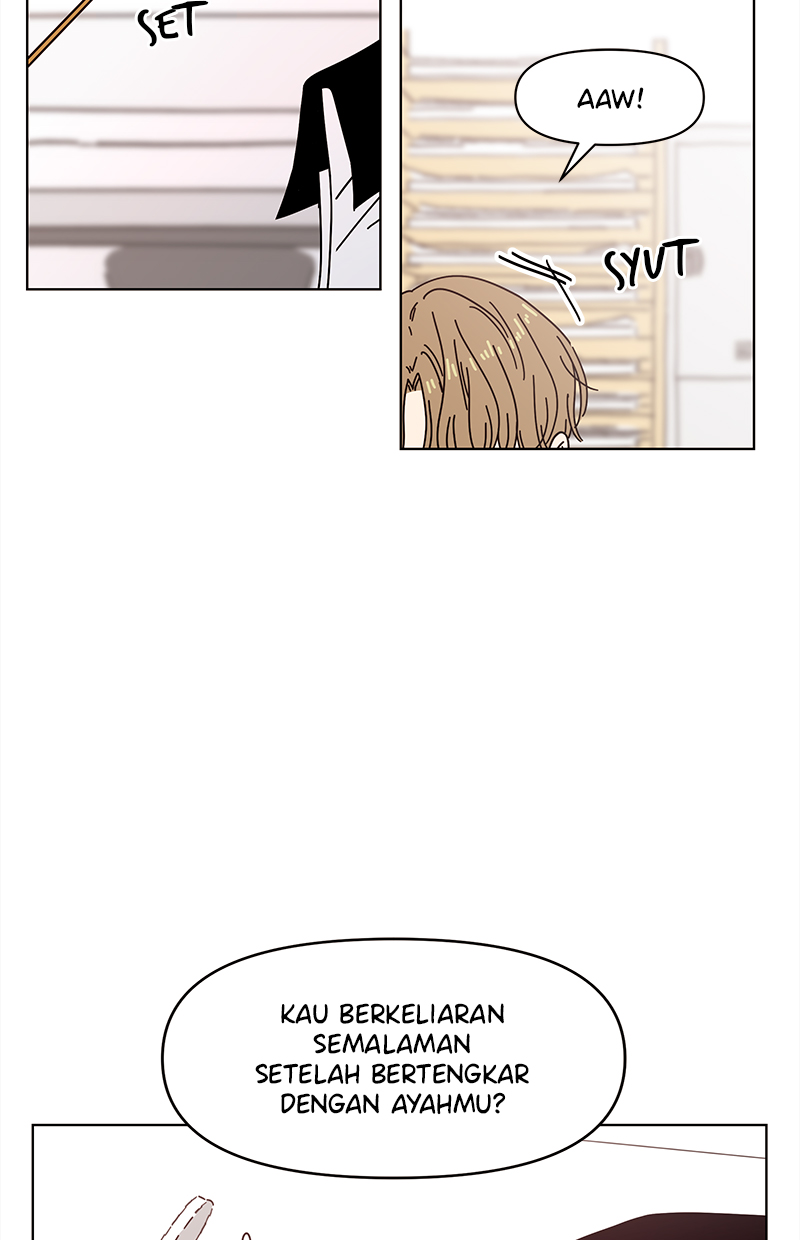 SET
AAW!
SYUT
KAU BERKELIARAN
SEMALAMAN
SETELAH BERTENGKAR
DENGAN AYAHMU?